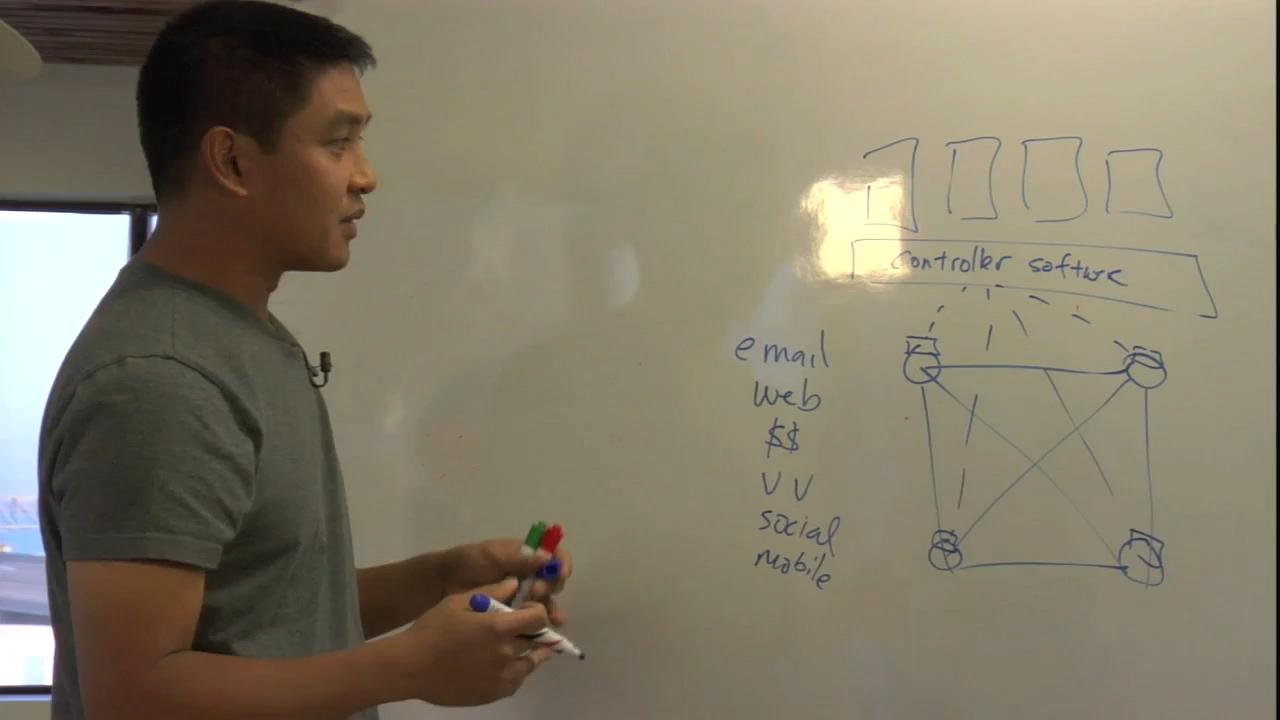 controller software
email
web
$$
VV
social
mobile